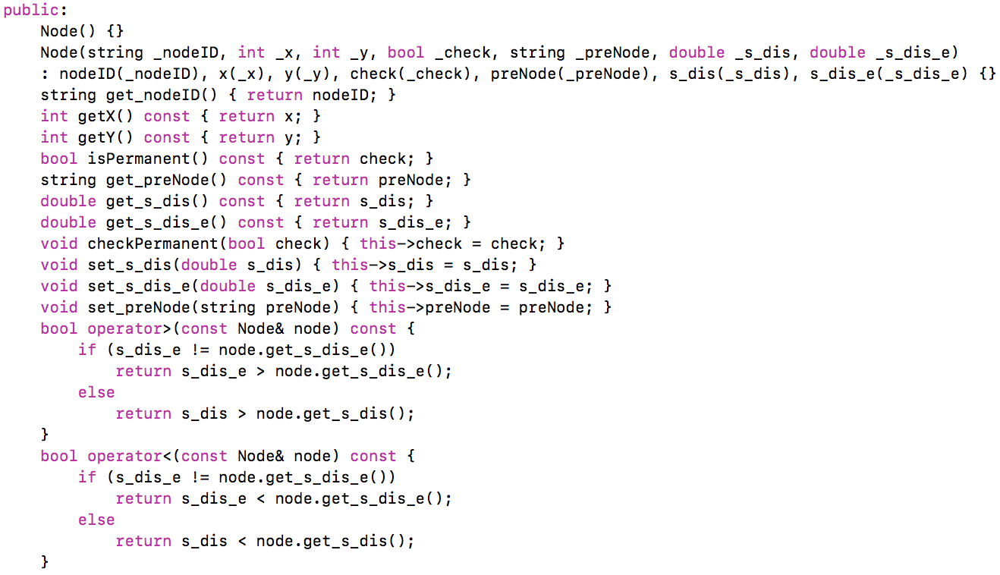 public:
    Node() {}
    Node(string _nodeID, int _x, int _y, bool _check, string _preNode, double _s_dis, double _s_dis_e)
    : nodeID(_nodeID), x(_x), y(_y), check(_check), preNode(_preNode), s_dis(_s_dis), s_dis_e(_s_dis_e) {}
    string get_nodeID() { return nodeID; }
    int getX() const { return x; }
    int getY() const { return y; }
    bool isPermanent() const { return check; }
    string get_preNode() const { return preNode; }
    double get_s_dis() const { return s_dis; }
    double get_s_dis_e() const { return s_dis_e; }
    void checkPermanent(bool check) { this->check = check; }
    void set_s_dis(double s_dis) { this->s_dis = s_dis; }
    void set_s_dis_e(double s_dis_e) { this->s_dis_e = s_dis_e; }
    void set_preNode(string preNode) { this->preNode = preNode; }
    bool operator>(const Node& node) const {
        if (s_dis_e != node.get_s_dis_e())
            return s_dis_e > node.get_s_dis_e();
        else
            return s_dis > node.get_s_dis();
    }
    bool operator<(const Node& node) const {
        if (s_dis_e != node.get_s_dis_e())
            return s_dis_e < node.get_s_dis_e();
        else
            return s_dis < node.get_s_dis();
    }